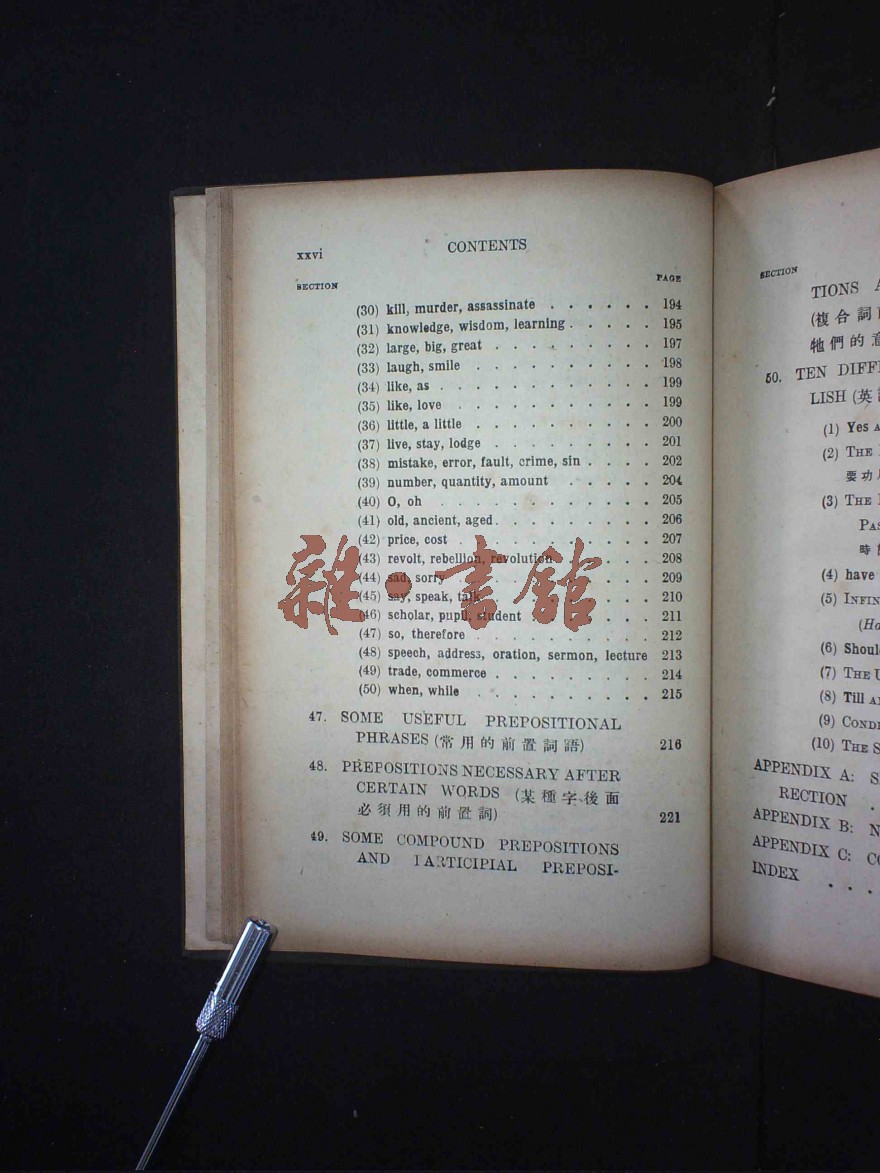 xxvi CONTENTS
SECTION PAGE
(30) kill, murder, assassinate . . . . . . 194
(31) knowledge, wisdom, learning . . . . . 195
(32) large, big, great . . . . . . . . . 197
(33) laugh, smile . . . . . . . . . . 198
(34) like, as . . . . . . . . . . . . 199
(35) like, love . . . . . . . . . . . 199
(36) little, a little . . . . . . . . . . 200
(37) live, stay, lodge . . . . . . . . . 201
(38) mistake, error, fault, crime, sin . . . . 202
(39) number, quantity, amount . . . . . . 204
(40) O, oh . . . . . . . . . . . . 205
(41) old, ancient, aged . . . . . . . . . 206
(42) price, cost . . . . . . . . . . . 207
(43) revolt, rebellion, revolution . . . . . . 208
(44) sad, sorry . . . . . . . . . . . 209
(45) say, speak, talk . . . . . . . . . 210
(46) scholar, pupil, student . . . . . . . 211
(47) so, therefore . . . . . . . . . . 212
(48) speech, address, oration, sermon, lecture 213
(49) trade, commerce . . . . . . . . . 214
(50) when, while . . . . . . . . . . 215
47. SOME USEFUL PREPOSITIONAL
PHRASES (常用的前置詞語) 216
48. PREPOSITIONS NECESSARY AFTER
CERTAIN WORDS (某種字後面
必須用的前置詞) 221
49. SOME COMPOUND PREPOSITIONS
AND PARTICIPIAL PREPOSI-
雜·書館
SECTION
TIONS
(複合詞
牠們的意
50. TEN DIFF
LISH (英
(1) Yes
(2) THE
要功
(3) THE
PAS
時
(4) have
(5) INFIN
(6) Shoul
(7) THE U
(8) Till
(9) CONDI
(10) THE S
APPENDIX A:
RECTION .
APPENDIX B: N
APPENDIX C: CO
INDEX . . .